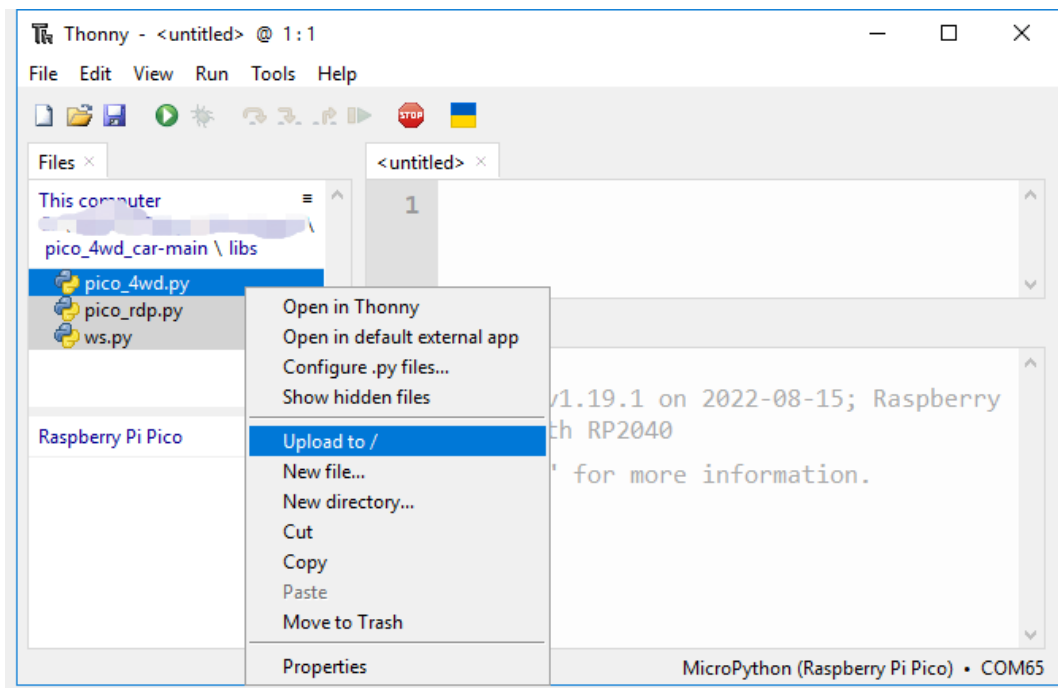 Thonny - <untitled> @ 1:1
File Edit View Run Tools Help
STOP
Files ×
<untitled> ×
This computer ≡
\
pico_4wd_car-main \ libs
pico_4wd.py
pico_rdp.py
ws.py
Raspberry Pi Pico
1
Open in Thonny
Open in default external app
Configure .py files...
Show hidden files
Upload to /
New file...
New directory...
Cut
Copy
Paste
Move to Trash
Properties
v1.19.1 on 2022-08-15; Raspberry
th RP2040
' for more information.
MicroPython (Raspberry Pi Pico) • COM65